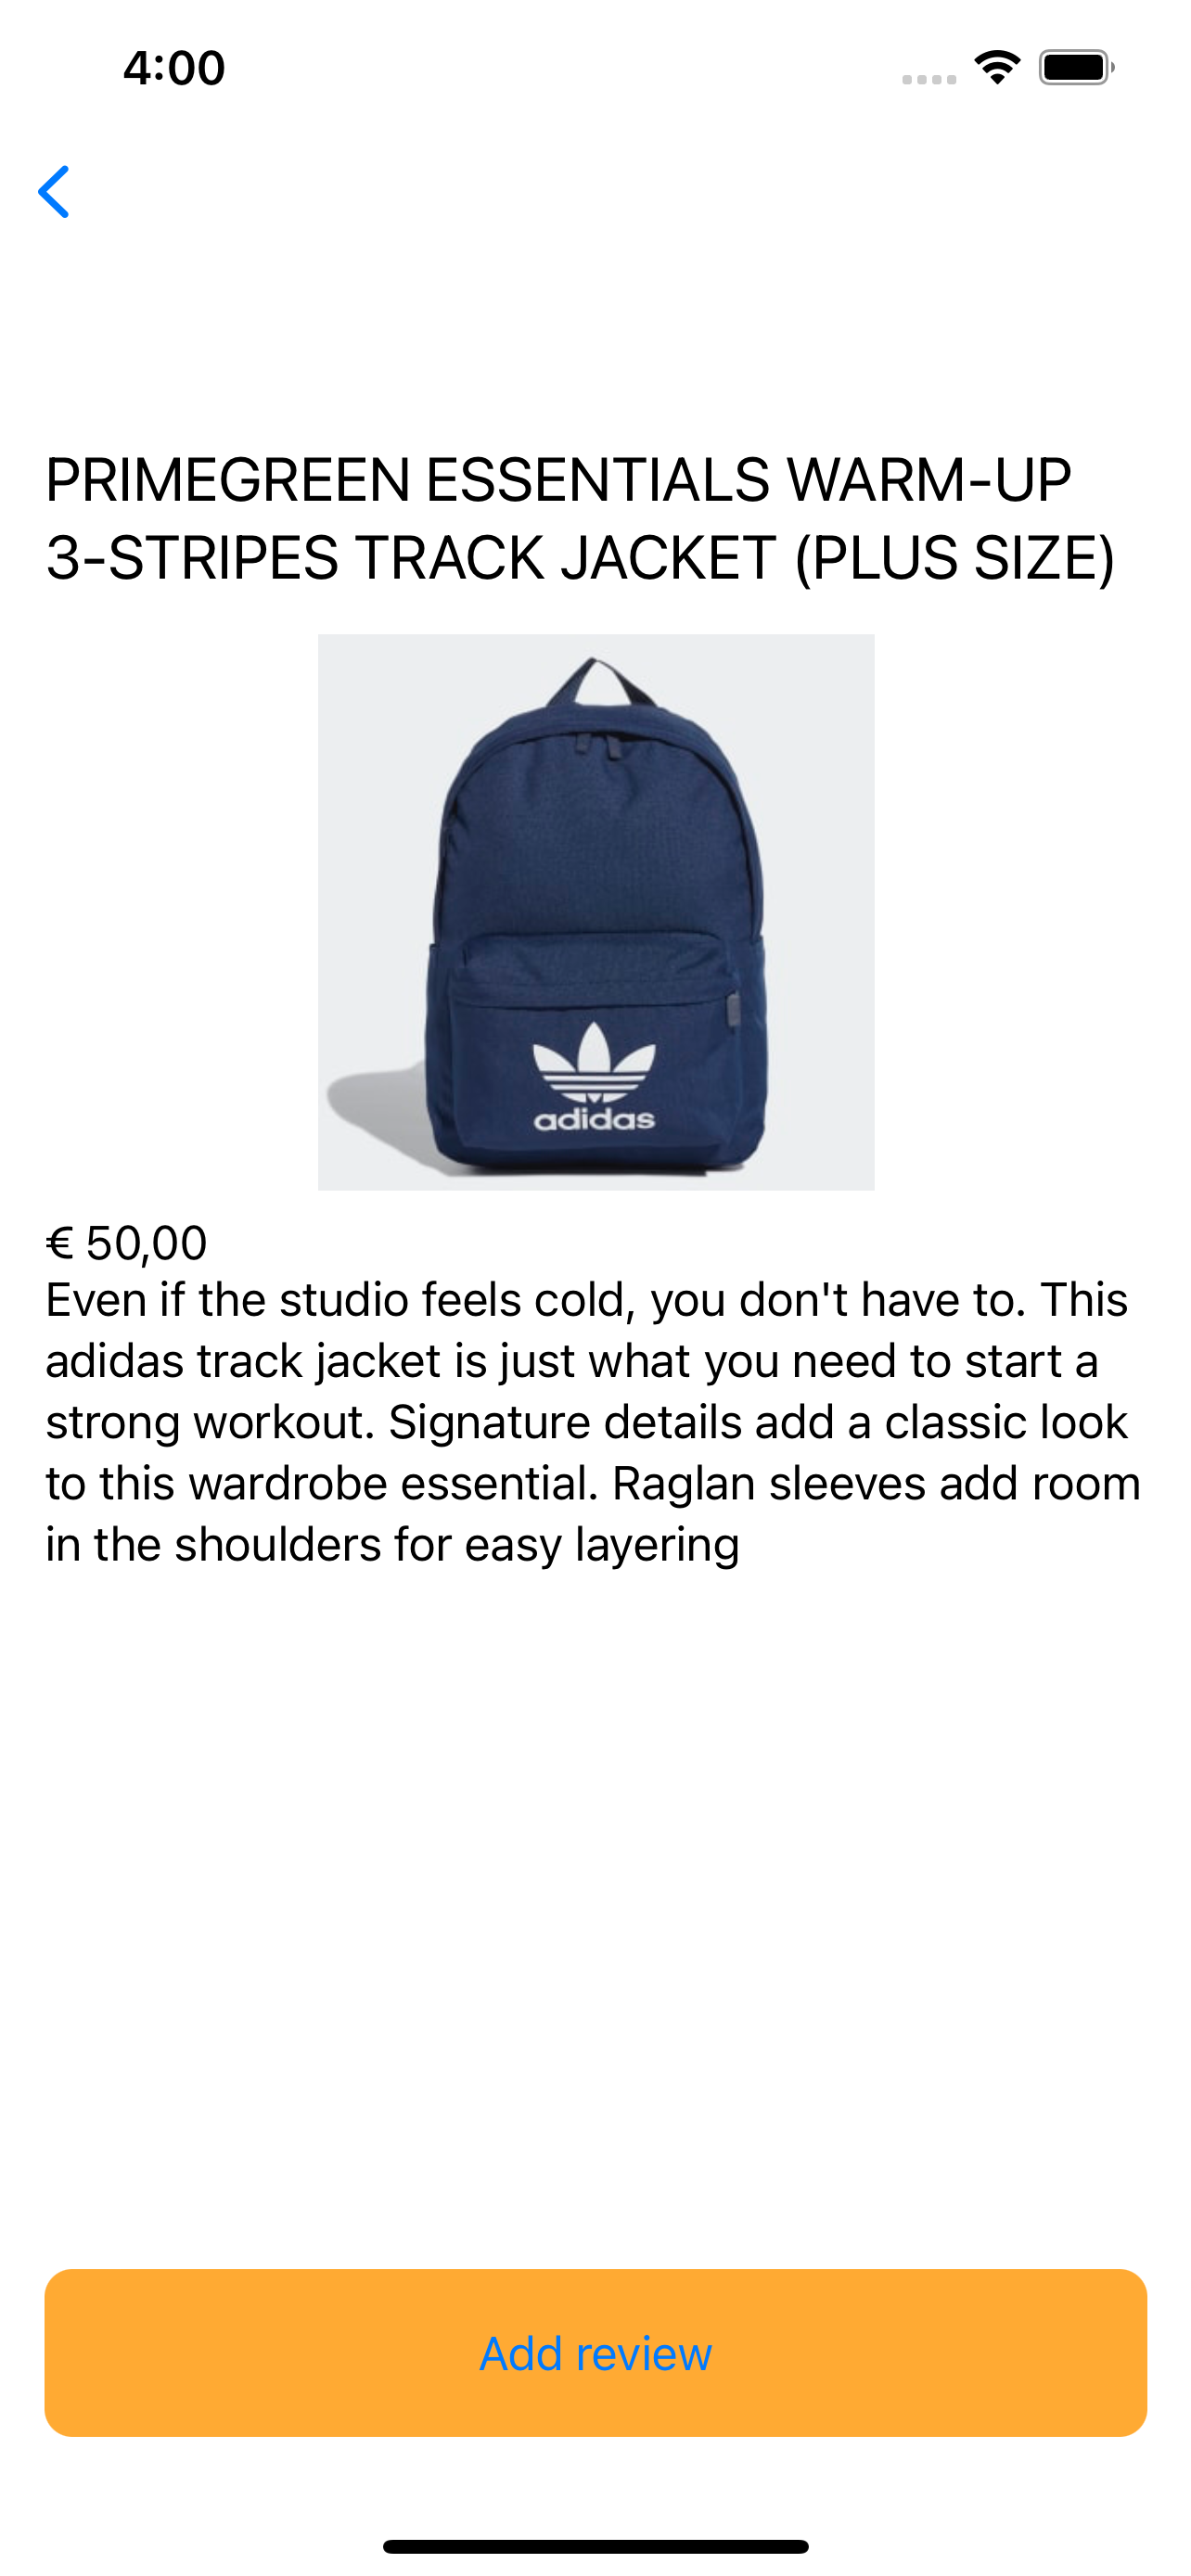 4:00
PRIMEGREEN ESSENTIALS WARM-UP
3-STRIPES TRACK JACKET (PLUS SIZE)
adidas
€ 50,00
Even if the studio feels cold, you don't have to. This
adidas track jacket is just what you need to start a
strong workout. Signature details add a classic look
to this wardrobe essential. Raglan sleeves add room
in the shoulders for easy layering
Add review